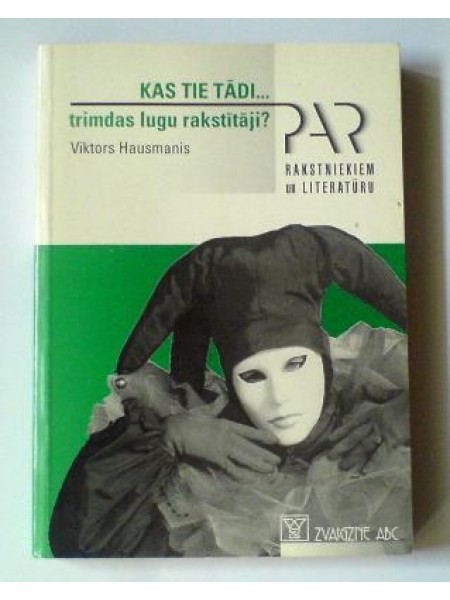 KAS TIE TĀDI...
trimdas lugu rakstītāji?
Viktors Hausmanis
PAR
RAKSTNIEKIEM
un LITERATŪRU
ZVAIGZNE ABC